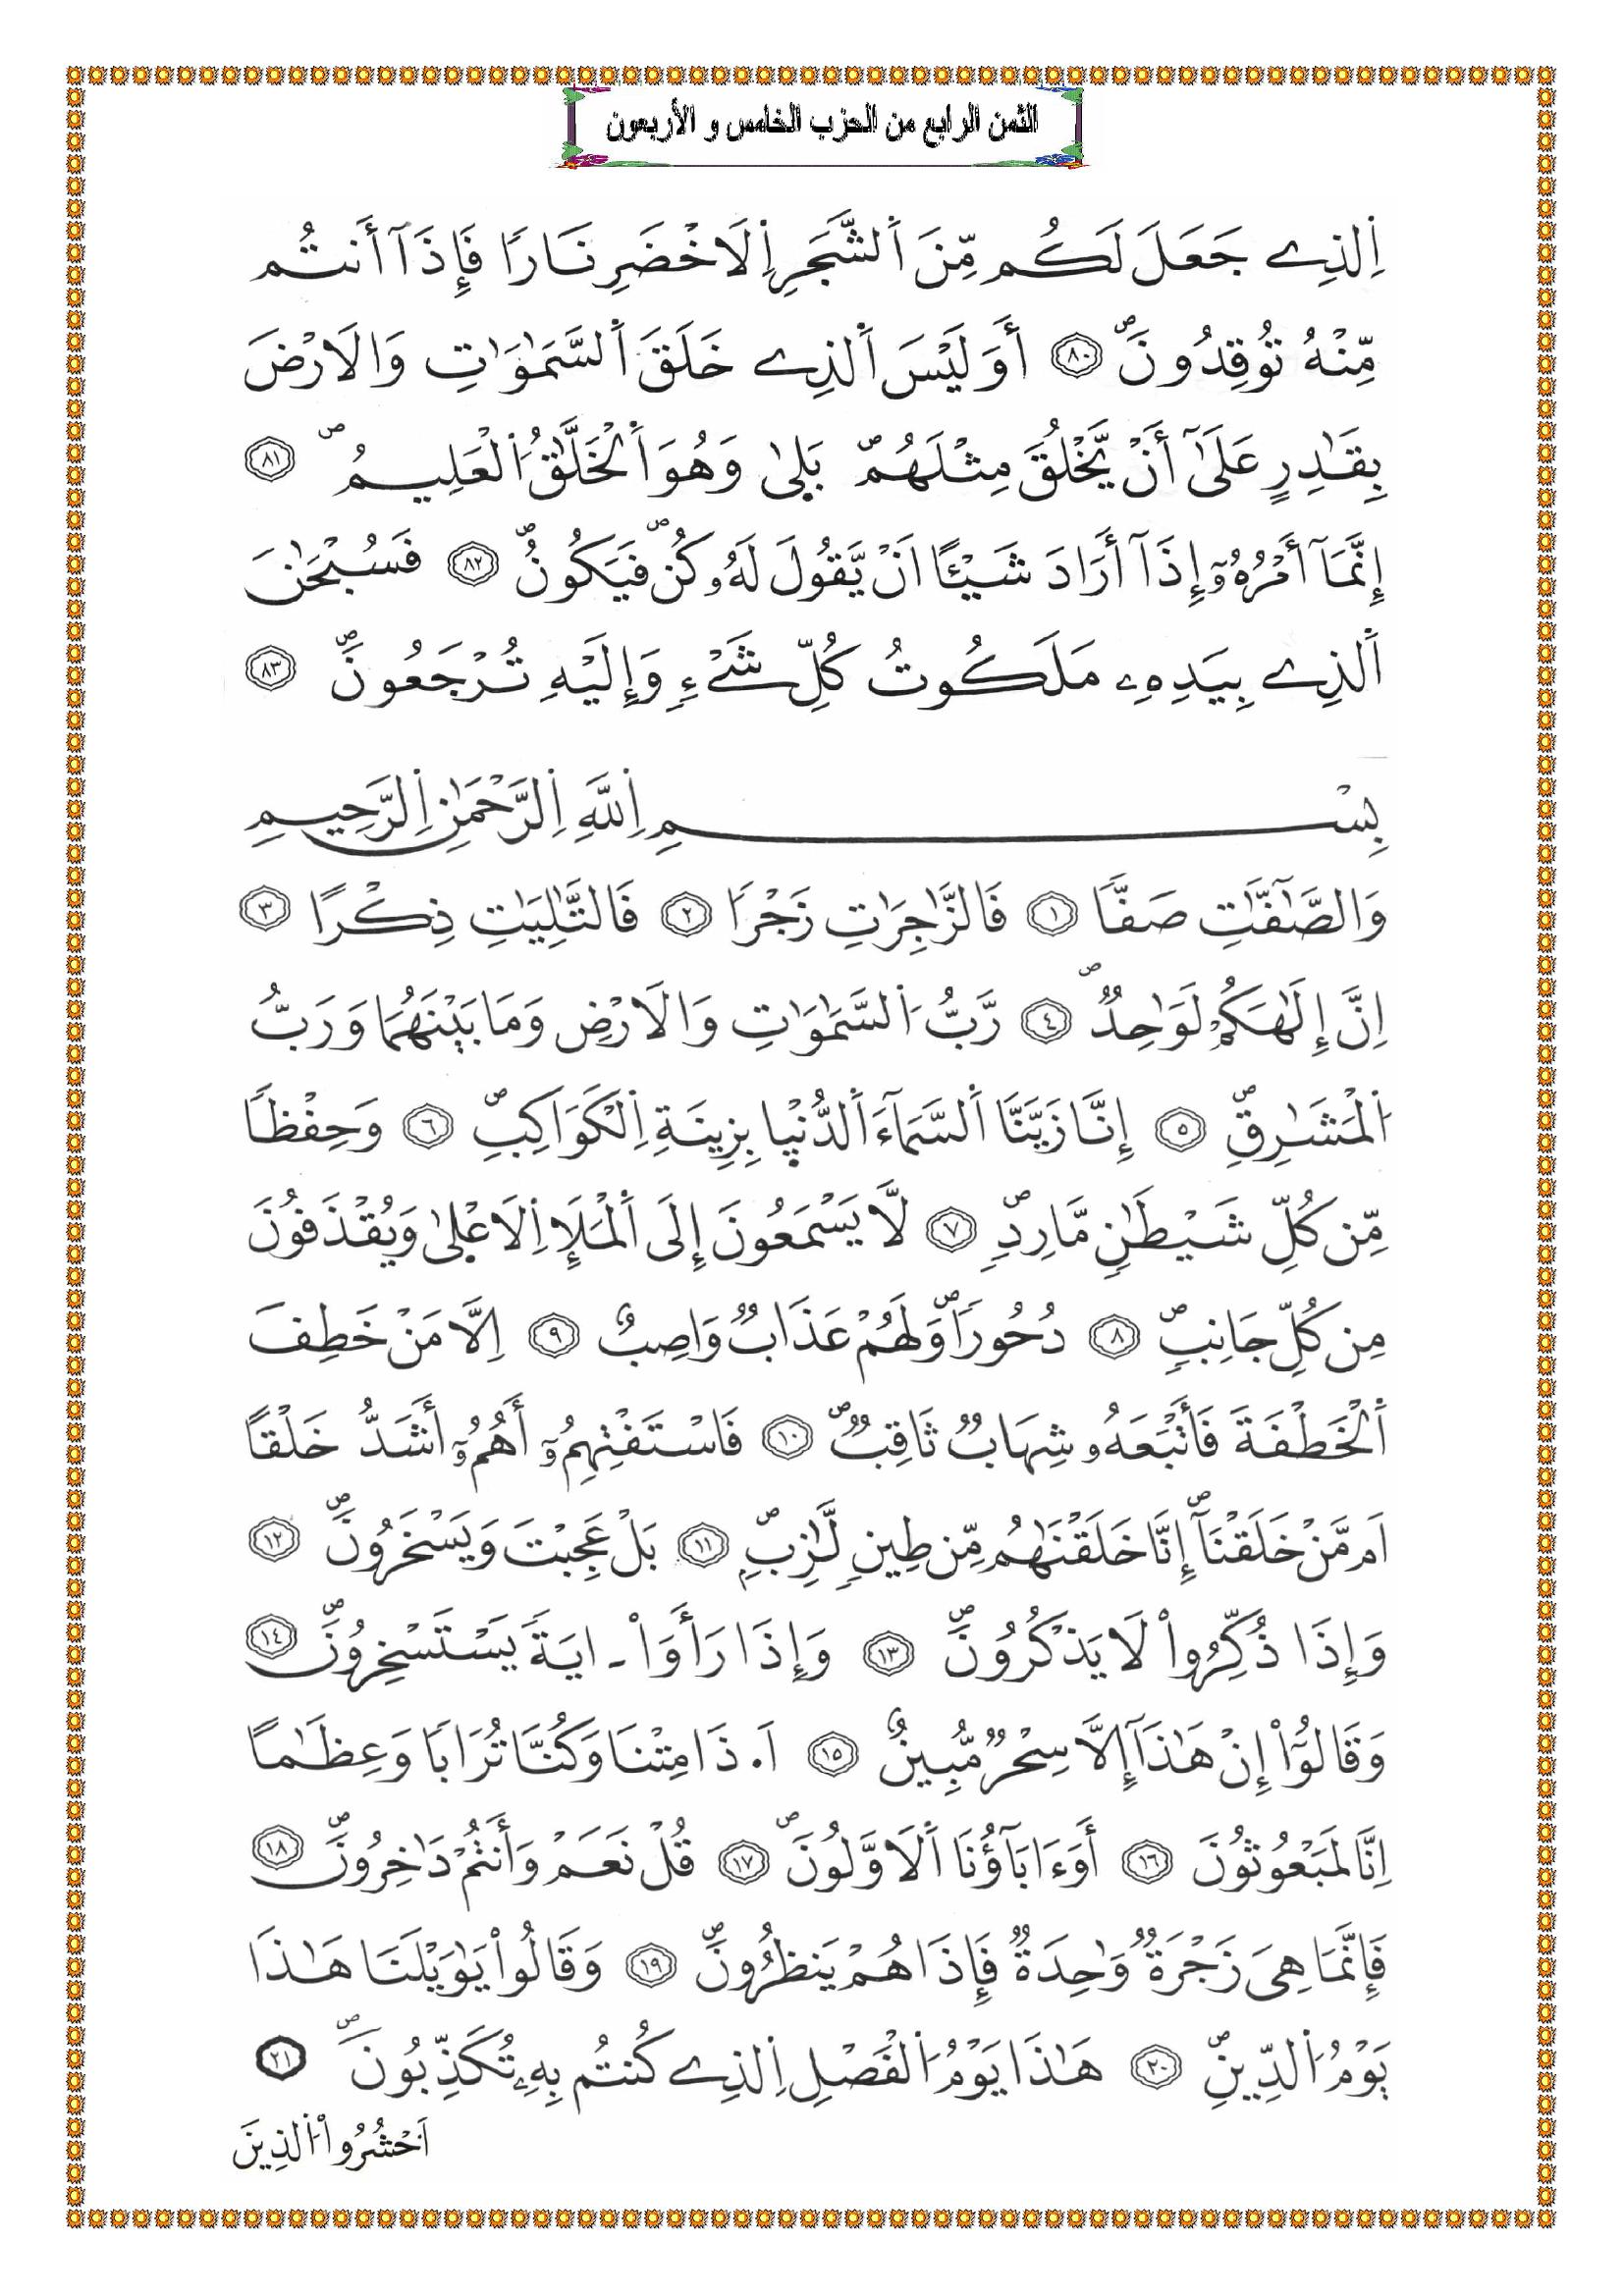 الثمن الرابع من الحزب الخامس و الأربعون
اِ۬لذِے جَعَلَ لَكُم مِّنَ اَ۬لشَّجَرِ اِ۬لَاخْضَرِ نَاراٗ فَإِذَآ أَنتُم
مِّنْهُ تُوقِدُونَۖ ٨٠ أَوَلَيْسَ اَ۬لذِے خَلَقَ اَ۬لسَّمَٰوَٰتِ وَالَارْضَ
بِقَٰدِرٍ عَلَىٰٓ أَنْ يَّخْلُقَ مِثْلَهُمۖ بَلٰ۪ى وَهُوَ اَ۬لْخَلَّٰقُ اُ۬لْعَلِيمُۖ ٨١
إِنَّمَآ أَمْرُهُۥٓ إِذَآ أَرَادَ شَيْـًٔا اَنْ يَّقُولَ لَهُۥ كُنۖ فَيَكُونُۖ ٨٢ فَسُبْحَٰنَ
اَ۬لذِے بِيَدِهِۦ مَلَكُوتُ كُلِّ شَےْءٖ وَإِلَيْهِ تُرْجَعُونَۖ ٨٣
بِسْمِ اِ۬للَّهِ اِ۬لرَّحْمَٰنِ اِ۬لرَّحِيمِ
وَالصَّٰٓفَّٰتِ صَفّاٗ ١ فَالزَّٰجِرَٰتِ زَجْراٗ ٢ فَالتَّٰلِيَٰتِ ذِكْراً ٣
اِنَّ إِلَٰهَكُمْ لَوَٰحِدٞۖ ٤ رَّبُّ اُ۬لسَّمَٰوَٰتِ وَالَارْضِ وَمَا بَيْنَهُمَا وَرَبُّ
اُ۬لْمَشَٰرِقِۖ ٥ إِنَّا زَيَّنَّا اَ۬لسَّمَآءَ اَ۬لدُّنْي۪ا بِزِينَةِ اِ۬لْكَوَاكِبِۖ ٦ وَحِفْظاٗ
مِّن كُلِّ شَيْطَٰنٖ مَّارِدٖۖ ٧ لَّا يَسْمَعُونَ إِلَى اَ۬لْمَلَإِ اِ۬لَاعْل۪ىٰ وَيُقْذَفُونَ
مِن كُلِّ جَانِبٖۖ ٨ دُحُوراٗۖ وَلَهُمْ عَذَابٞ وَاصِبٌ ٩ اِلَّا مَنْ خَطِفَ
اَ۬لْخَطْفَةَ فَأَتْبَعَهُۥ شِهَابٞ ثَاقِبٞۖ ١٠ فَاسْتَفْتِهِمُۥٓ أَهُمُۥٓ أَشَدُّ خَلْقاً
اَم مَّنْ خَلَقْنَآۖ إِنَّا خَلَقْنَٰهُم مِّن طِينٖ لَّٰزِبِۖ ١١ بَلْ عَجِبْتَ وَيَسْخَرُونَۖ ١٢
وَإِذَا ذُكِّرُواْ لَا يَذْكُرُونَۖ ١٣ وَإِذَا رَأَوَاْ ـ ايَةٗ يَسْتَسْخِرُونَۖ ١٤
وَقَالُوٓاْ إِنْ هَٰذَآ إِلَّا سِحْرٞ مُّبِينٌ ١٥ اَ. ذَا مِتْنَا وَكُنَّا تُرَاباٗ وَعِظَٰماً
اِنَّا لَمَبْعُوثُونَ ١٦ أَوَءَابَآؤُنَا اَ۬لَاوَّلُونَۖ ١٧ قُلْ نَعَمْ وَأَنتُمْ دَٰخِرُونَۖ ١٨
فَإِنَّمَا هِىَ زَجْرَةٞ وَٰحِدَةٞ فَإِذَا هُمْ يَنظُرُونَۖ ١٩ وَقَالُواْ يَٰوَيْلَنَا هَٰذَا
يَوْمُ اُ۬لدِّينِۖ ٢٠ هَٰذَا يَوْمُ اُ۬لْفَصْلِ اِ۬لذِے كُنتُم بِهِۦ تُكَذِّبُونَۖ ٢١
اَ۟حْشُرُواْ اُ۬لذِينَ